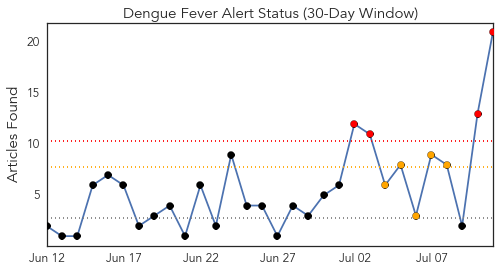 Dengue Fever Alert Status (30-Day Window)
Articles Found
20
15
10
5
Jun 12 Jun 17 Jun 22 Jun 27 Jul 02 Jul 07